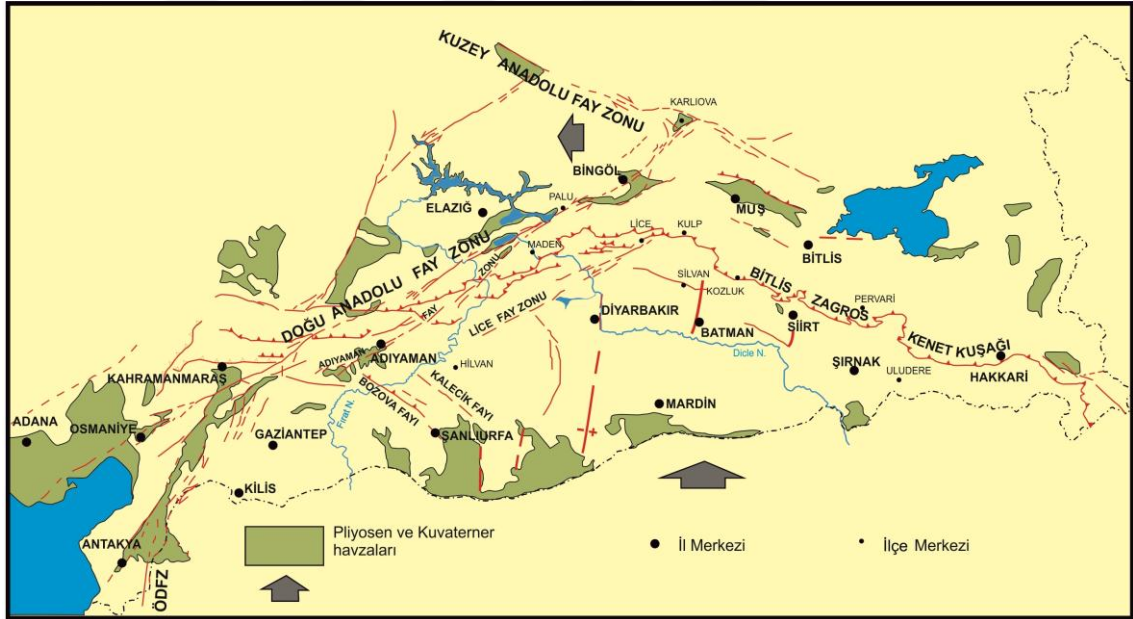 KUZEY ANADOLU FAY ZONU
KARLIOVA
BİNGÖL
ELAZIĞ
PALU
MUŞ
LİCE
KULP
MADEN
BİTLİS
DOĞU ANADOLU FAY ZONU
BİTLİS ZAGROS KENET KUŞAĞI
SİLVAN
KOZLUK
PERVARİ
LİCE FAY ZONU
DİYARBAKIR
BATMAN
SİİRT
ADIYAMAN FAY ZONU
ADIYAMAN
Dicle N.
HİLVAN
KAHRAMANMARAŞ
ŞIRNAK
ULUDERE
HAKKARİ
KALECİK FAYI
BOZOVA FAYI
Fırat N.
MARDİN
ADANA
OSMANİYE
GAZİANTEP
ŞANLIURFA
KİLİS
ANTAKYA
ÖDFZ
Pliyosen ve Kuvaterner
havzaları
İl Merkezi
İlçe Merkezi